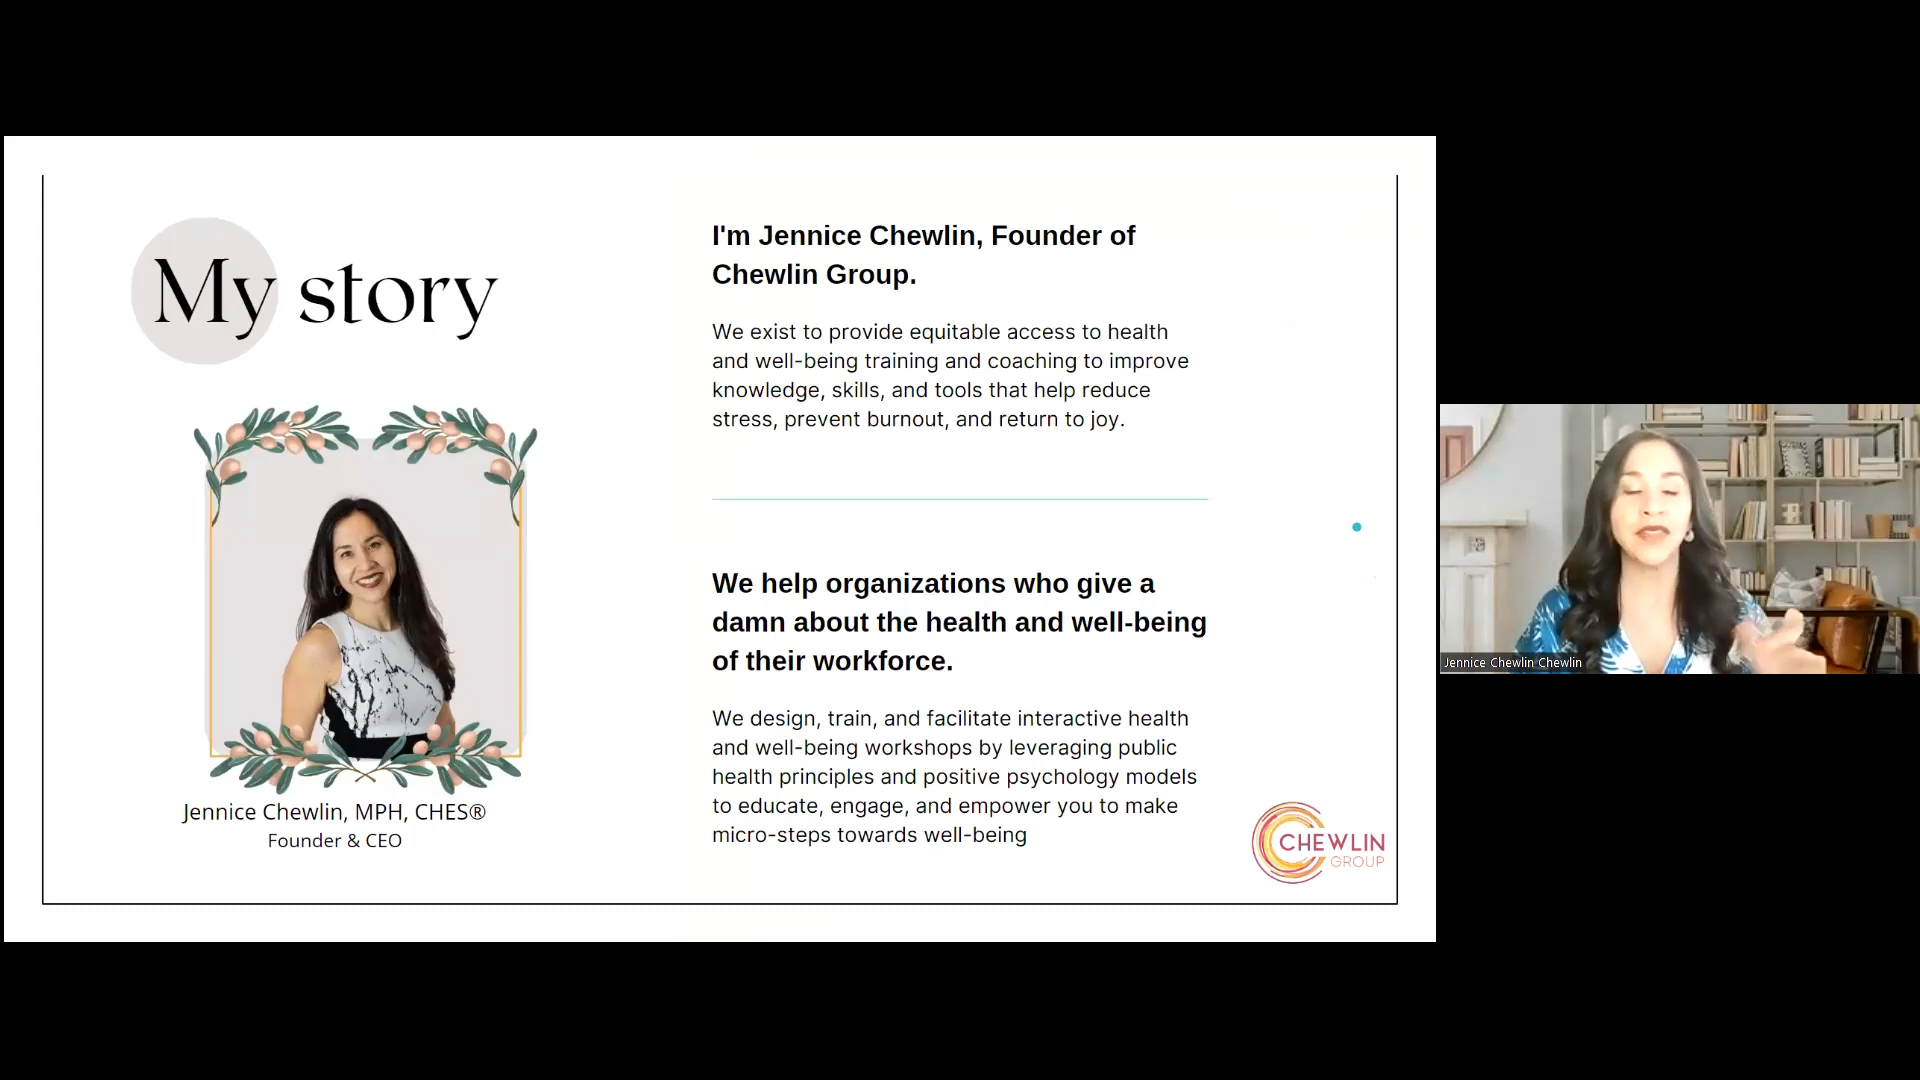 My story
Jennice Chewlin, MPH, CHES®
Founder & CEO
I'm Jennice Chewlin, Founder of
Chewlin Group.
We exist to provide equitable access to health
and well-being training and coaching to improve
knowledge, skills, and tools that help reduce
stress, prevent burnout, and return to joy.
We help organizations who give a
damn about the health and well-being
of their workforce.
We design, train, and facilitate interactive health
and well-being workshops by leveraging public
health principles and positive psychology models
to educate, engage, and empower you to make
micro-steps towards well-being
CHEWLIN
GROUP
Jennice Chewlin Chewlin